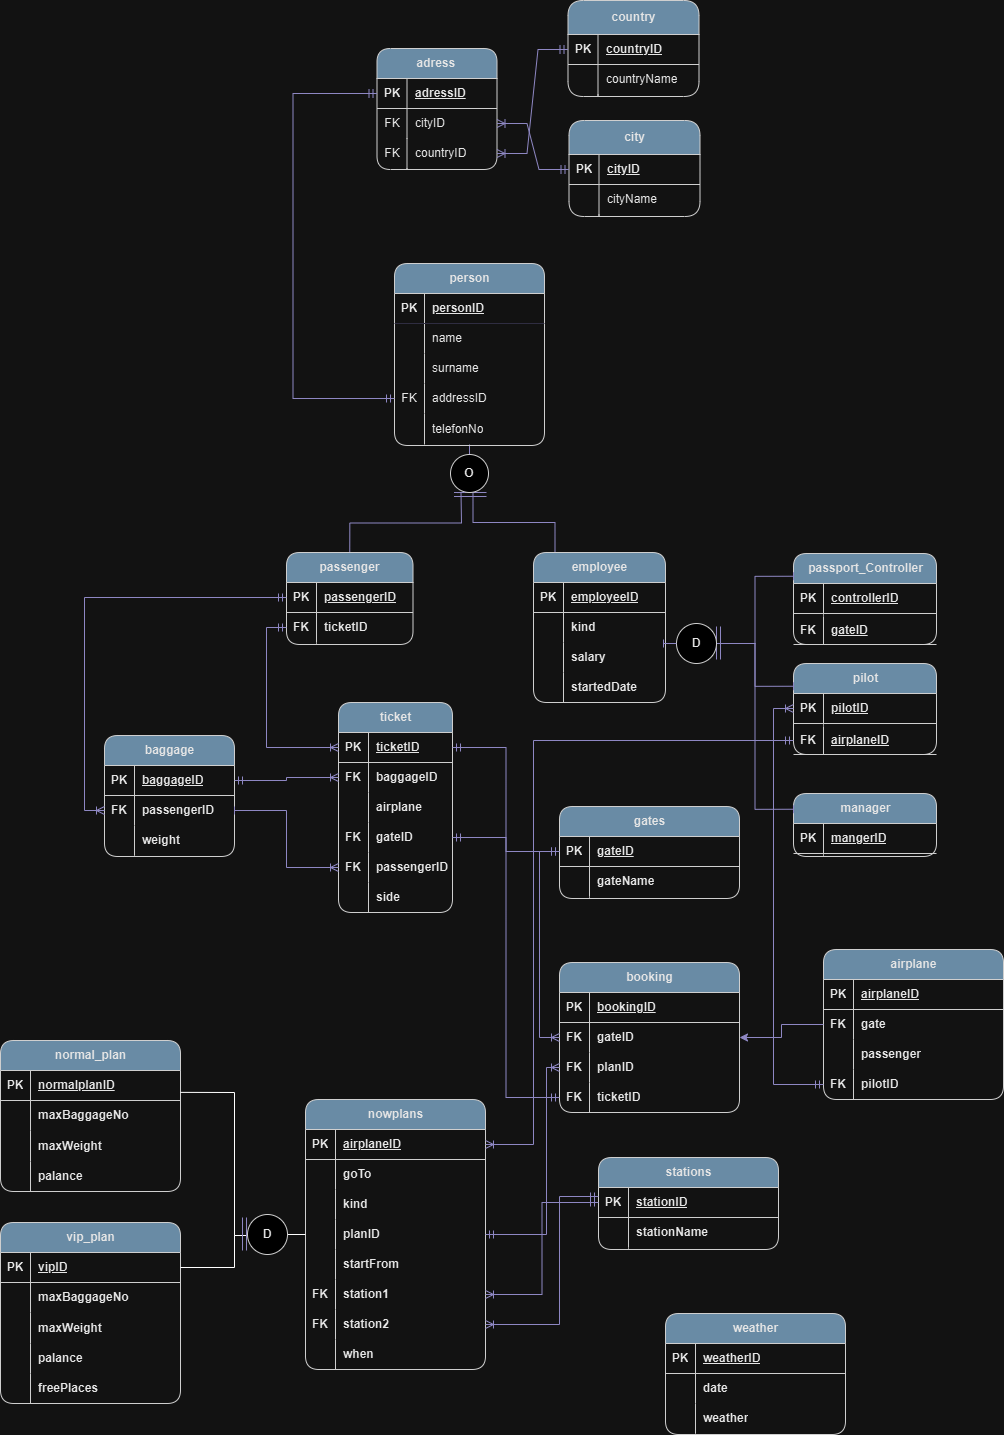 country
PK countryID
countryName
adress
PK adressID
FK cityID
FK countryID
city
PK cityID
cityName
person
PK personID
name
surname
FK addressID
telefonNo
O
passenger
PK passengerID
FK ticketID
employee
PK employeeID
kind
salary
startedDate
D
passport_Controller
PK controllerID
FK gateID
pilot
PK pilotID
FK airplaneID
manager
PK mangerID
baggage
PK baggageID
FK passengerID
weight
ticket
PK ticketID
FK baggageID
airplane
FK gateID
FK passengerID
side
gates
PK gateID
gateName
booking
PK bookingID
FK gateID
FK planID
FK ticketID
airplane
PK airplaneID
FK gate
passenger
FK pilotID
normal_plan
PK normalplanID
maxBaggageNo
maxWeight
palance
vip_plan
PK vipID
maxBaggageNo
maxWeight
palance
freePlaces
D
nowplans
PK airplaneID
goTo
kind
planID
startFrom
FK station1
FK station2
when
stations
PK stationID
stationName
weather
PK weatherID
date
weather